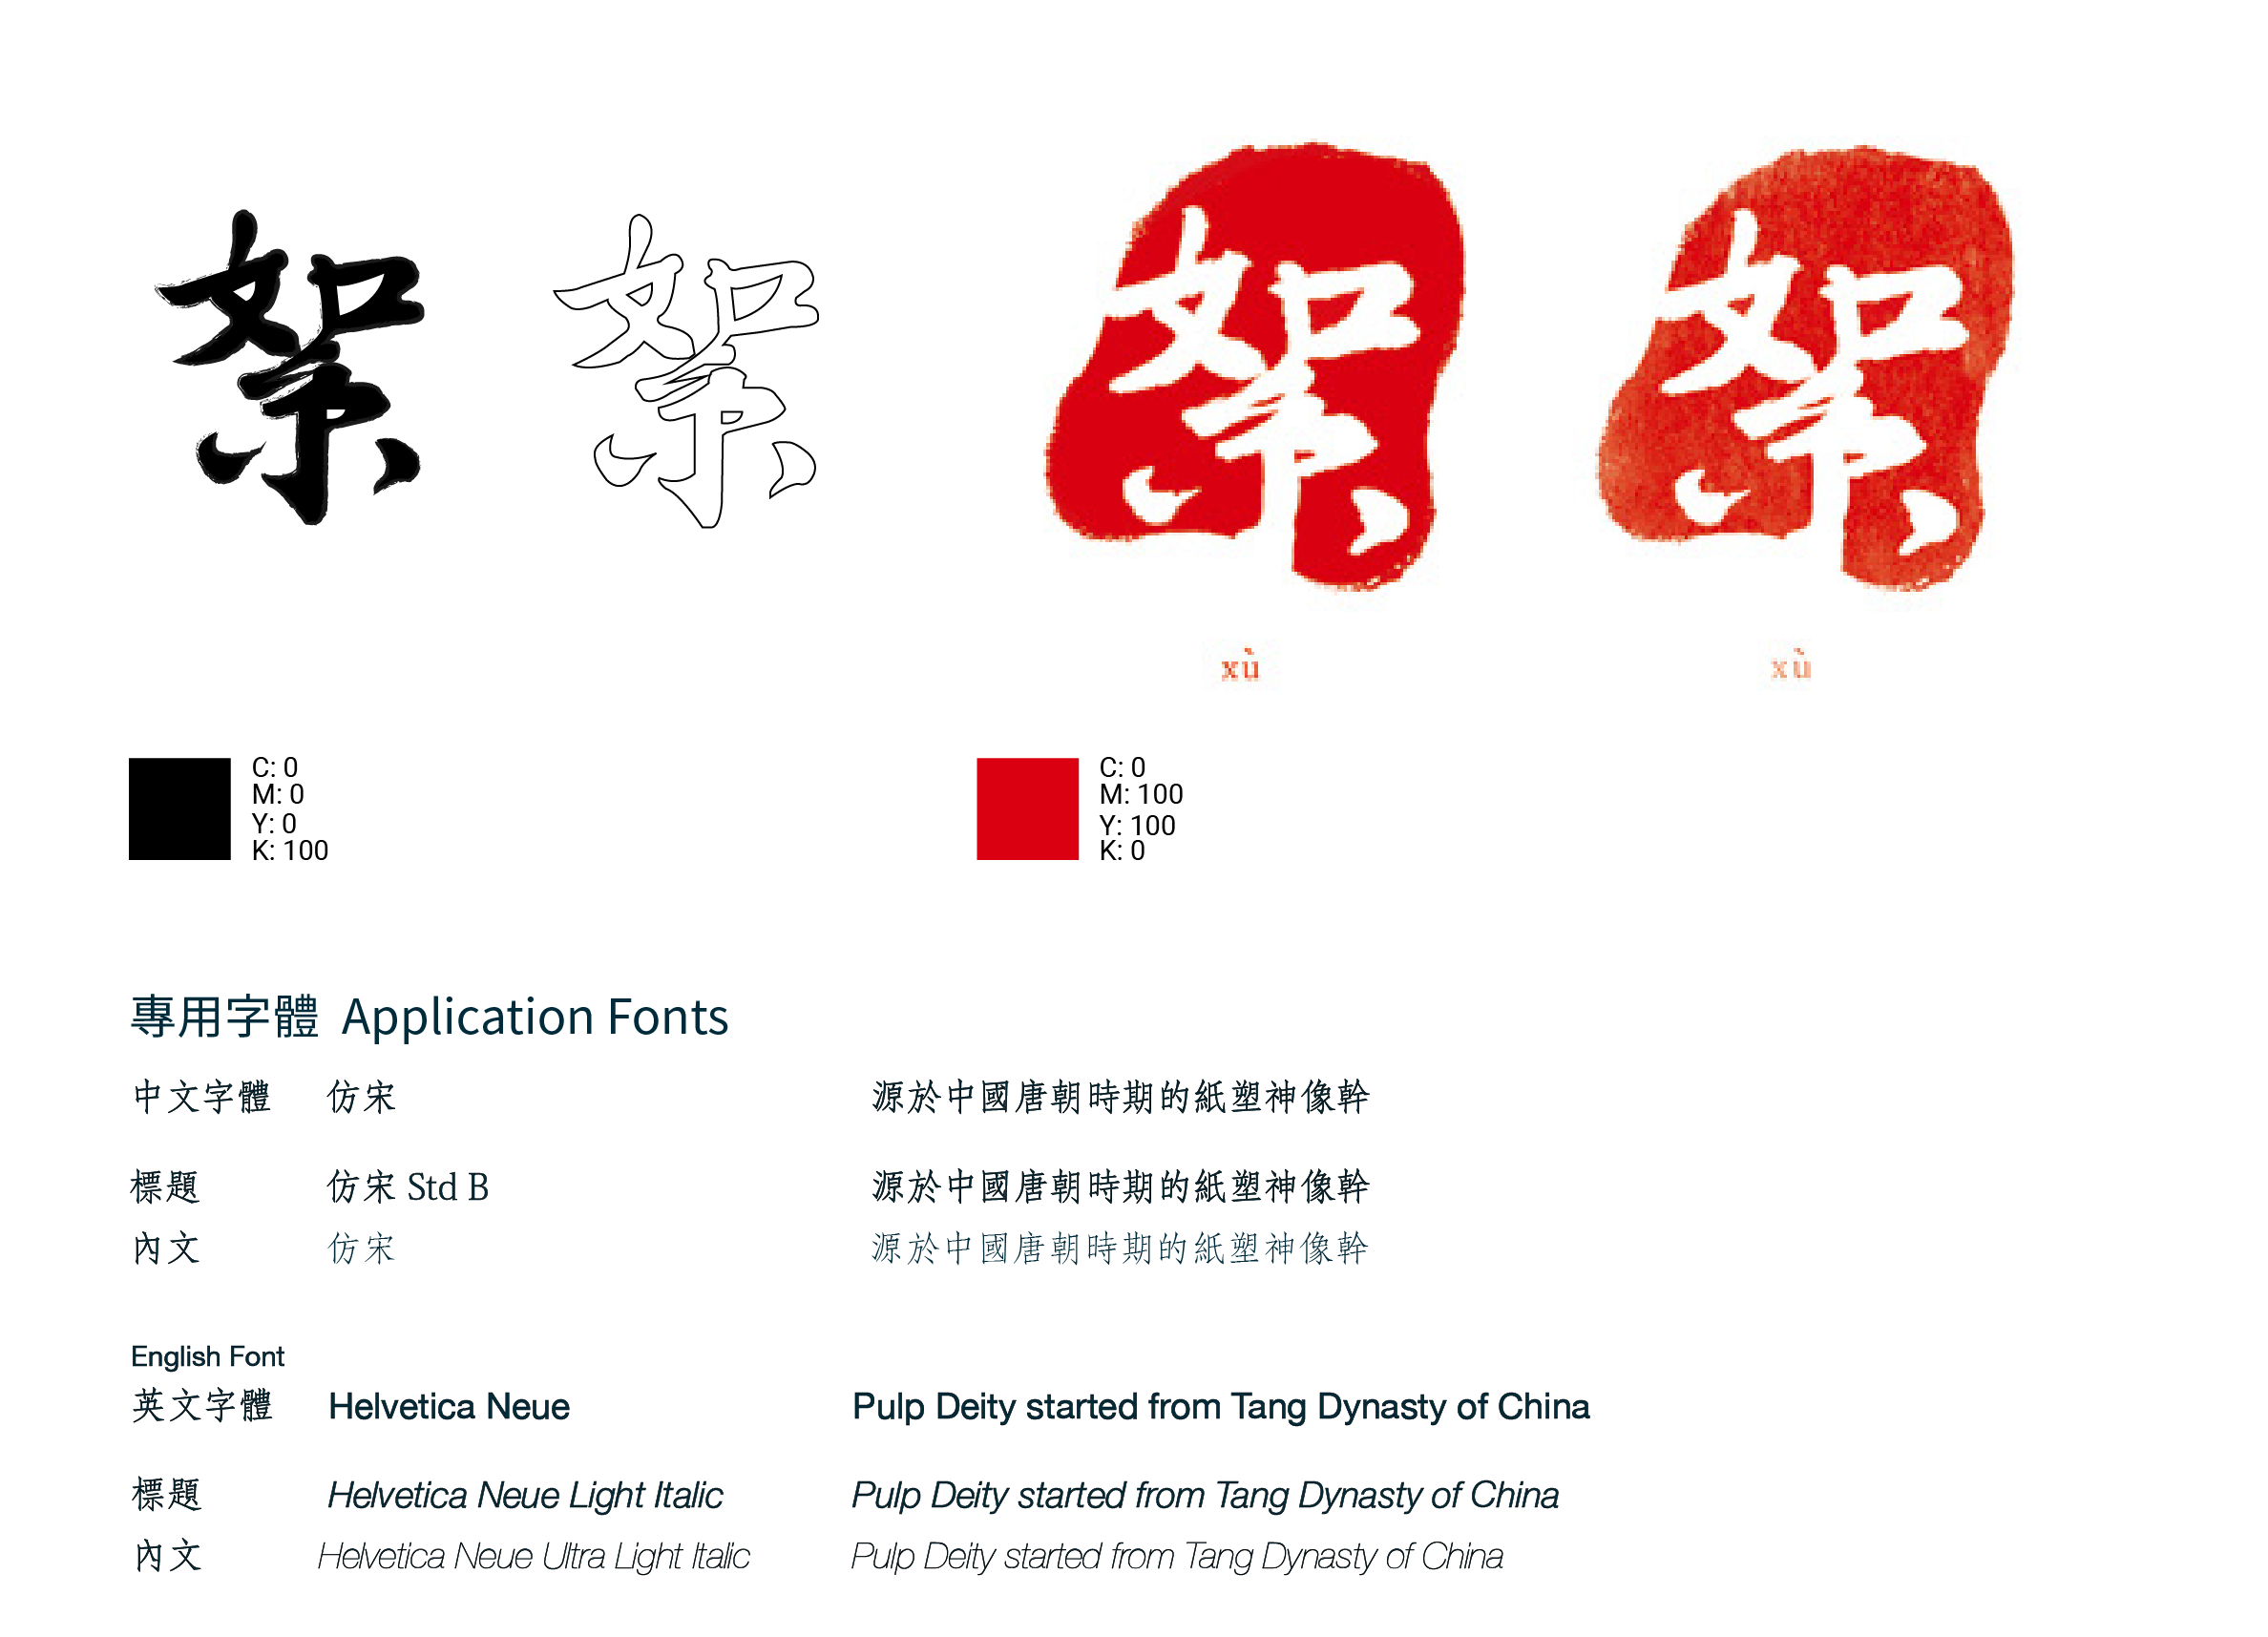 絮 絮 絮 絮
xù xù
C: 0
M: 0
Y: 0
K: 100
C: 0
M: 100
Y: 100
K: 0
專用字體 Application Fonts
中文字體 仿宋 源於中國唐朝時期的紙塑神像幹
標題 仿宋 Std B 源於中國唐朝時期的紙塑神像幹
內文 仿宋 源於中國唐朝時期的紙塑神像幹
English Font
英文字體 Helvetica Neue Pulp Deity started from Tang Dynasty of China
標題 Helvetica Neue Light Italic Pulp Deity started from Tang Dynasty of China
內文 Helvetica Neue Ultra Light Italic Pulp Deity started from Tang Dynasty of China